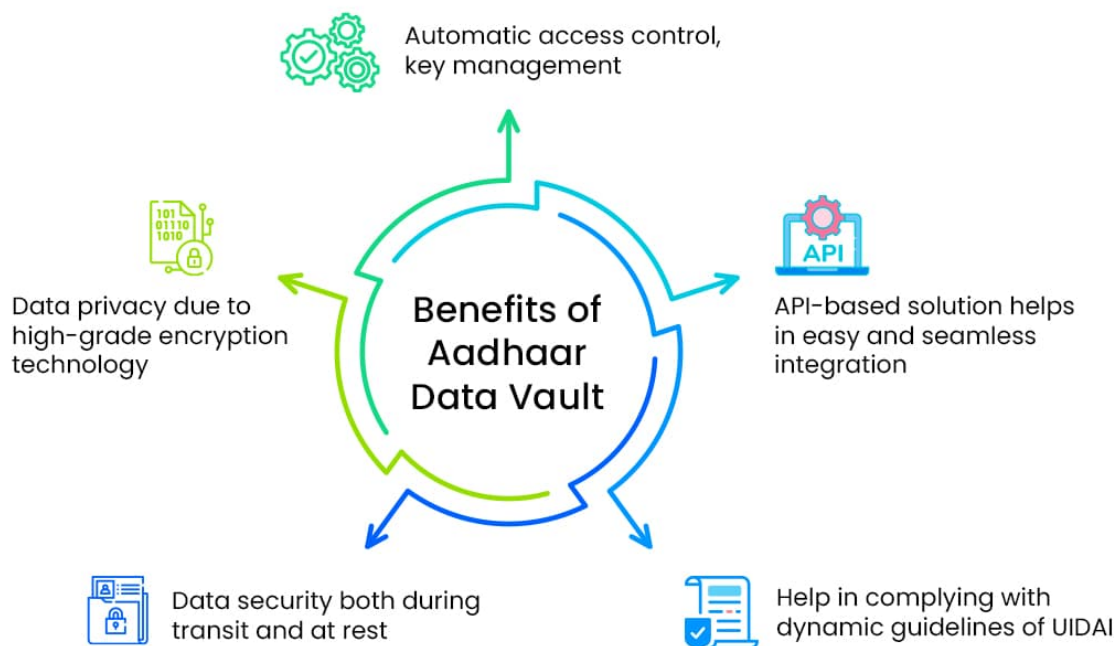 Automatic access control,
key management
101
01110
1010
Data privacy due to
high-grade encryption
technology
Benefits of
Aadhaar
Data Vault
API
API-based solution helps
in easy and seamless
integration
Data security both during
transit and at rest
Help in complying with
dynamic guidelines of UIDAI